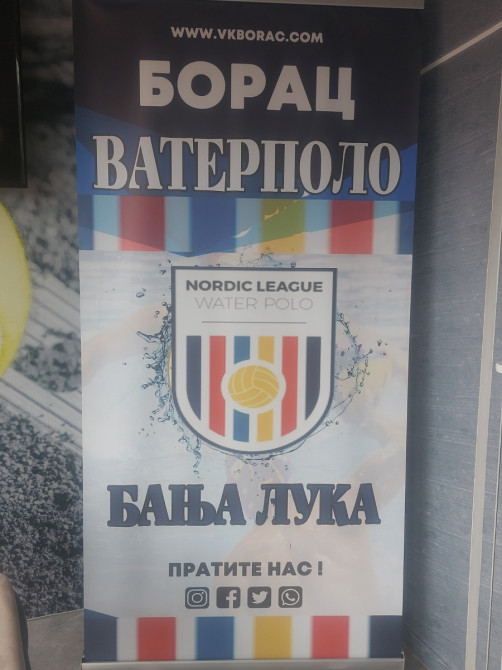 WWW.VKBORAC.COM
БОРАЦ
ВАТЕРПОЛО
NORDIC LEAGUE
WATER POLO
БАЊА ЛУКА
ПРАТИТЕ НАС !